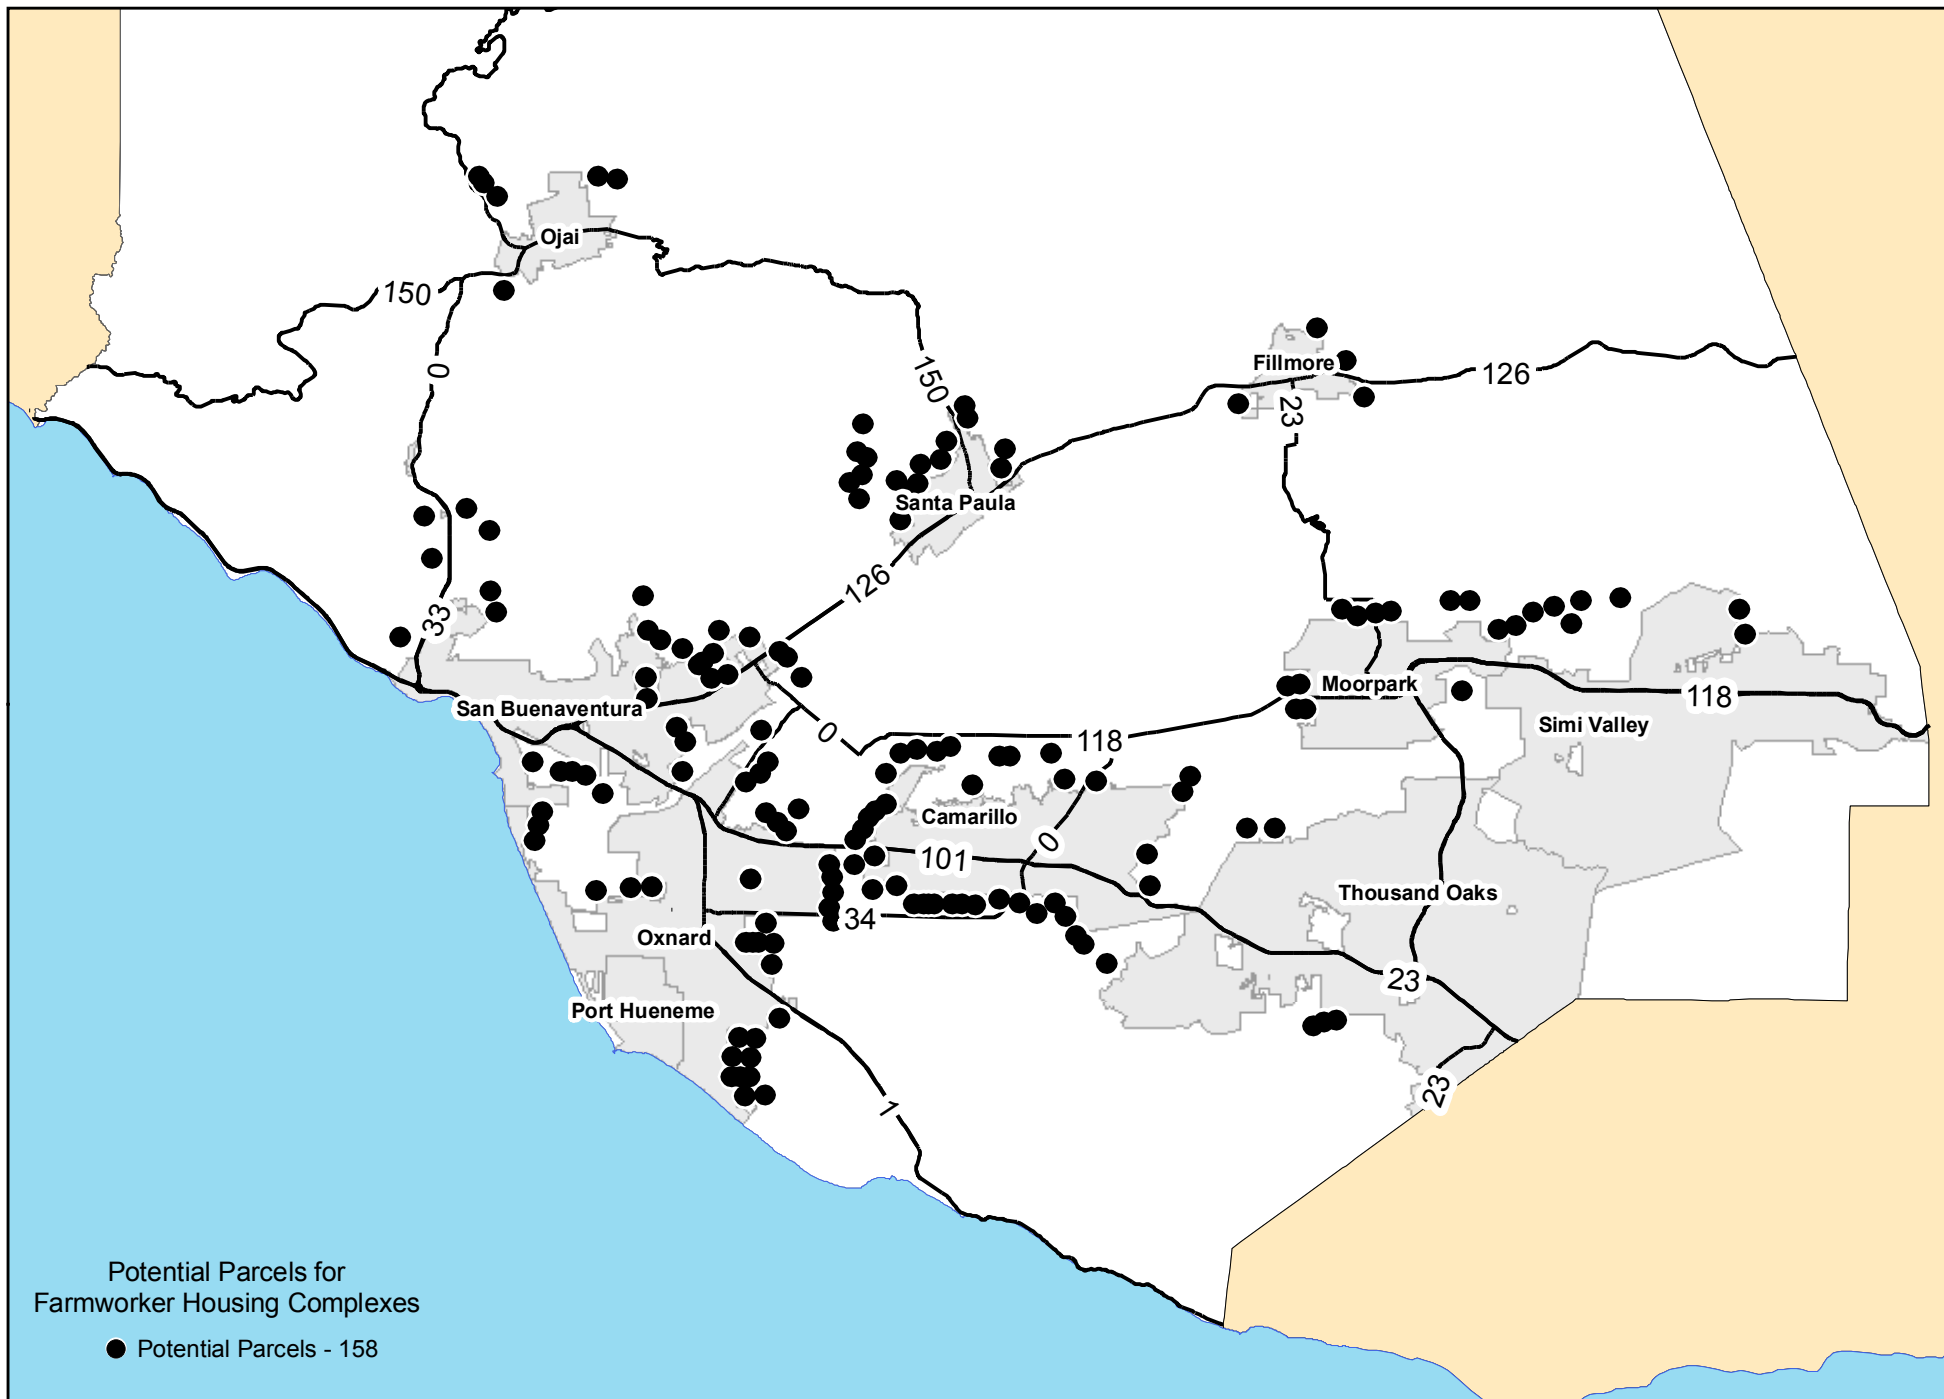 Ojai
150
0
150
Fillmore
126
23
Santa Paula
126
33
Moorpark
San Buenaventura
118
Simi Valley
0
118
Camarillo
0
101
Thousand Oaks
34
Oxnard
23
Port Hueneme
23
1
Potential Parcels for
Farmworker Housing Complexes
Potential Parcels - 158